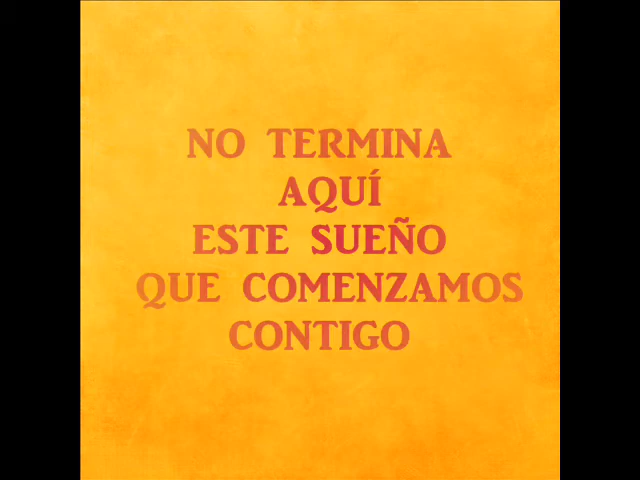 NO TERMINA
AQUÍ
ESTE SUEÑO
QUE COMENZAMOS
CONTIGO